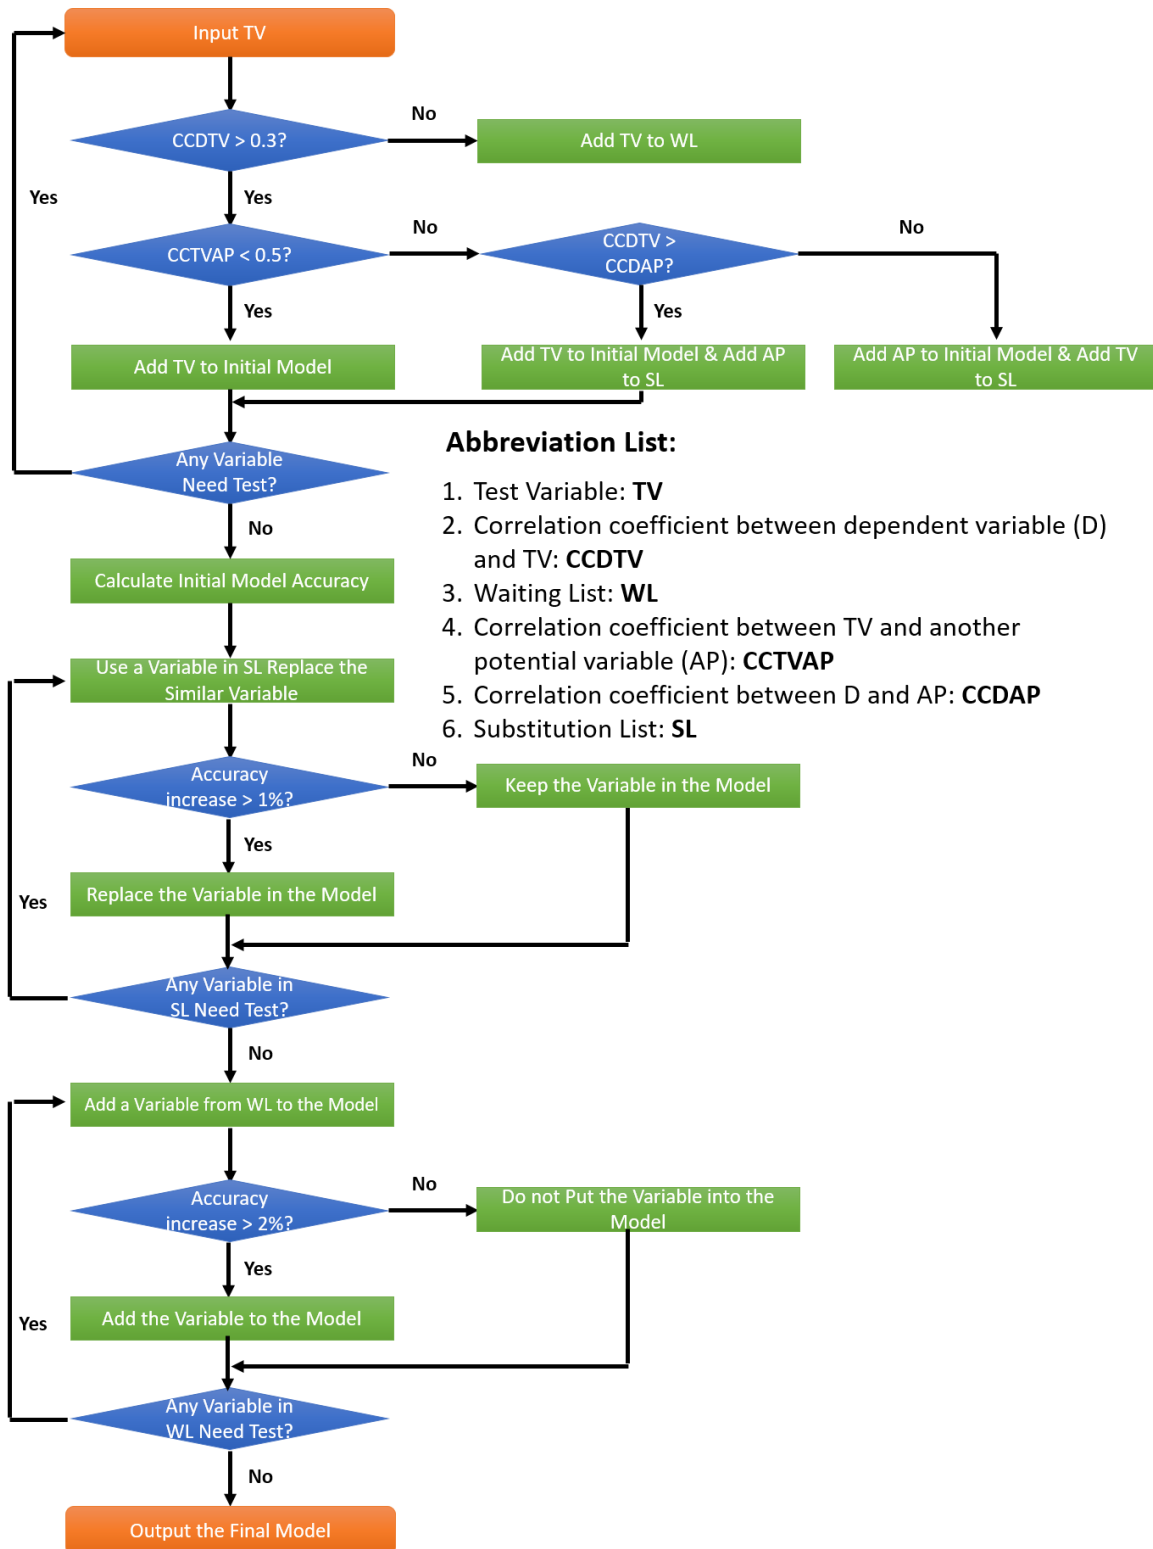 Input TV
CCDTV > 0.3?
No
Add TV to WL
Yes
Yes
CCTVAP < 0.5?
No
CCDTV >
CCDAP?
No
Yes
Yes
Add TV to Initial Model
Add TV to Initial Model & Add AP
to SL
Add AP to Initial Model & Add TV
to SL
Any Variable
Need Test?
No
Abbreviation List:
1. Test Variable: TV
2. Correlation coefficient between dependent variable (D)
and TV: CCDTV
3. Waiting List: WL
4. Correlation coefficient between TV and another
potential variable (AP): CCTVAP
5. Correlation coefficient between D and AP: CCDAP
6. Substitution List: SL
Calculate Initial Model Accuracy
Use a Variable in SL Replace the
Similar Variable
Accuracy
increase > 1%?
No
Keep the Variable in the Model
Yes
Replace the Variable in the Model
Yes
Any Variable in
SL Need Test?
No
Add a Variable from WL to the Model
Accuracy
increase > 2%?
No
Do not Put the Variable into the
Model
Yes
Add the Variable to the Model
Yes
Any Variable in
WL Need Test?
No
Output the Final Model